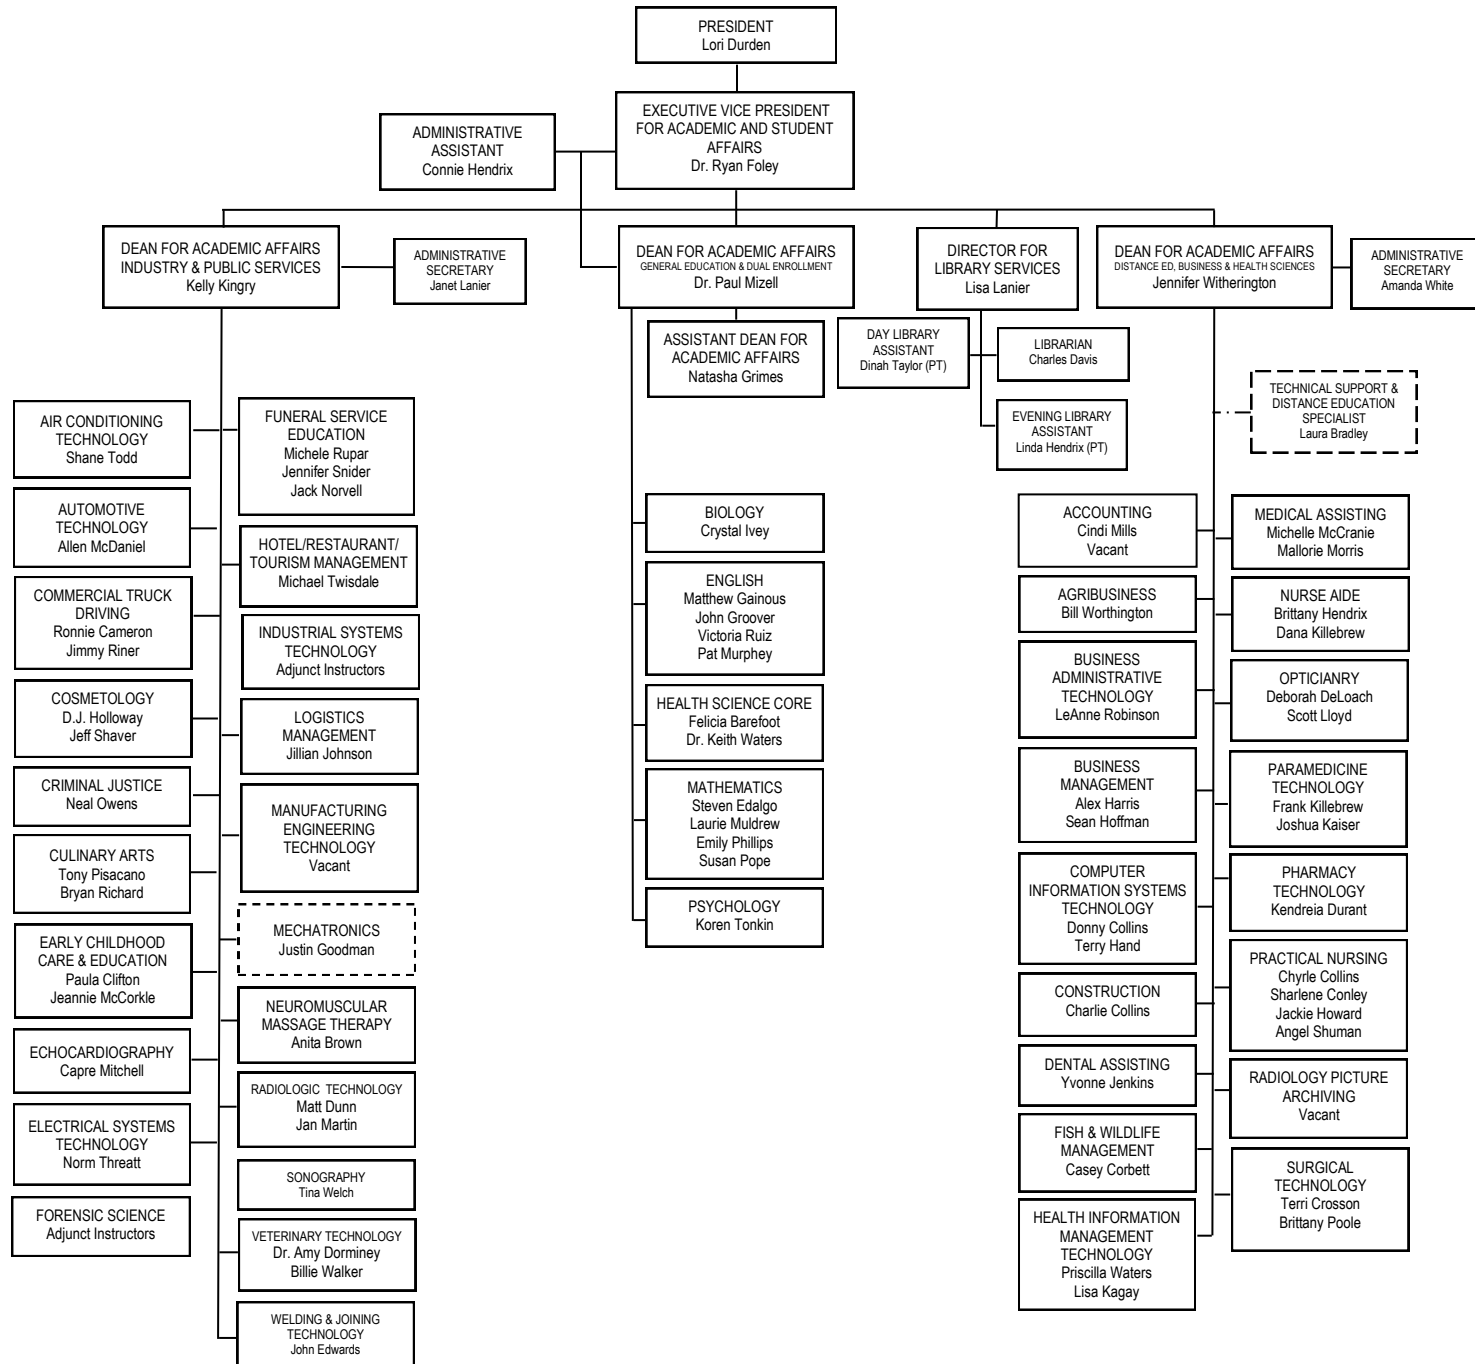 PRESIDENT
Lori Durden
EXECUTIVE VICE PRESIDENT
FOR ACADEMIC AND STUDENT
AFFAIRS
Dr. Ryan Foley
ADMINISTRATIVE
ASSISTANT
Connie Hendrix
DEAN FOR ACADEMIC AFFAIRS
INDUSTRY & PUBLIC SERVICES
Kelly Kingry
ADMINISTRATIVE
SECRETARY
Janet Lanier
DEAN FOR ACADEMIC AFFAIRS
GENERAL EDUCATION & DUAL ENROLLMENT
Dr. Paul Mizell
DIRECTOR FOR
LIBRARY SERVICES
Lisa Lanier
DEAN FOR ACADEMIC AFFAIRS
DISTANCE ED, BUSINESS & HEALTH SCIENCES
Jennifer Witherington
ADMINISTRATIVE
SECRETARY
Amanda White
ASSISTANT DEAN FOR
ACADEMIC AFFAIRS
Natasha Grimes
DAY LIBRARY
ASSISTANT
Dinah Taylor (PT)
LIBRARIAN
Charles Davis
EVENING LIBRARY
ASSISTANT
Linda Hendrix (PT)
TECHNICAL SUPPORT &
DISTANCE EDUCATION
SPECIALIST
Laura Bradley
AIR CONDITIONING
TECHNOLOGY
Shane Todd
AUTOMOTIVE
TECHNOLOGY
Allen McDaniel
COMMERCIAL TRUCK
DRIVING
Ronnie Cameron
Jimmy Riner
COSMETOLOGY
D.J. Holloway
Jeff Shaver
CRIMINAL JUSTICE
Neal Owens
CULINARY ARTS
Tony Pisacano
Bryan Richard
EARLY CHILDHOOD
CARE & EDUCATION
Paula Clifton
Jeannie McCorkle
ECHOCARDIOGRAPHY
Capre Mitchell
ELECTRICAL SYSTEMS
TECHNOLOGY
Norm Threatt
FORENSIC SCIENCE
Adjunct Instructors
FUNERAL SERVICE
EDUCATION
Michele Rupar
Jennifer Snider
Jack Norvell
HOTEL/RESTAURANT/
TOURISM MANAGEMENT
Michael Twisdale
INDUSTRIAL SYSTEMS
TECHNOLOGY
Adjunct Instructors
LOGISTICS
MANAGEMENT
Jillian Johnson
MANUFACTURING
ENGINEERING
TECHNOLOGY
Vacant
MECHATRONICS
Justin Goodman
NEUROMUSCULAR
MASSAGE THERAPY
Anita Brown
RADIOLOGIC TECHNOLOGY
Matt Dunn
Jan Martin
SONOGRAPHY
Tina Welch
VETERINARY TECHNOLOGY
Dr. Amy Dorminey
Billie Walker
WELDING & JOINING
TECHNOLOGY
John Edwards
BIOLOGY
Crystal Ivey
ENGLISH
Matthew Gainous
John Groover
Victoria Ruiz
Pat Murphey
HEALTH SCIENCE CORE
Felicia Barefoot
Dr. Keith Waters
MATHEMATICS
Steven Edalgo
Laurie Muldrew
Emily Phillips
Susan Pope
PSYCHOLOGY
Koren Tonkin
ACCOUNTING
Cindi Mills
Vacant
AGRIBUSINESS
Bill Worthington
BUSINESS
ADMINISTRATIVE
TECHNOLOGY
LeAnne Robinson
BUSINESS
MANAGEMENT
Alex Harris
Sean Hoffman
COMPUTER
INFORMATION SYSTEMS
TECHNOLOGY
Donny Collins
Terry Hand
CONSTRUCTION
Charlie Collins
DENTAL ASSISTING
Yvonne Jenkins
FISH & WILDLIFE
MANAGEMENT
Casey Corbett
HEALTH INFORMATION
MANAGEMENT
TECHNOLOGY
Priscilla Waters
Lisa Kagay
MEDICAL ASSISTING
Michelle McCranie
Mallorie Morris
NURSE AIDE
Brittany Hendrix
Dana Killebrew
OPTICIANRY
Deborah DeLoach
Scott Lloyd
PARAMEDICINE
TECHNOLOGY
Frank Killebrew
Joshua Kaiser
PHARMACY
TECHNOLOGY
Kendreia Durant
PRACTICAL NURSING
Chyrle Collins
Sharlene Conley
Jackie Howard
Angel Shuman
RADIOLOGY PICTURE
ARCHIVING
Vacant
SURGICAL
TECHNOLOGY
Terri Crosson
Brittany Poole